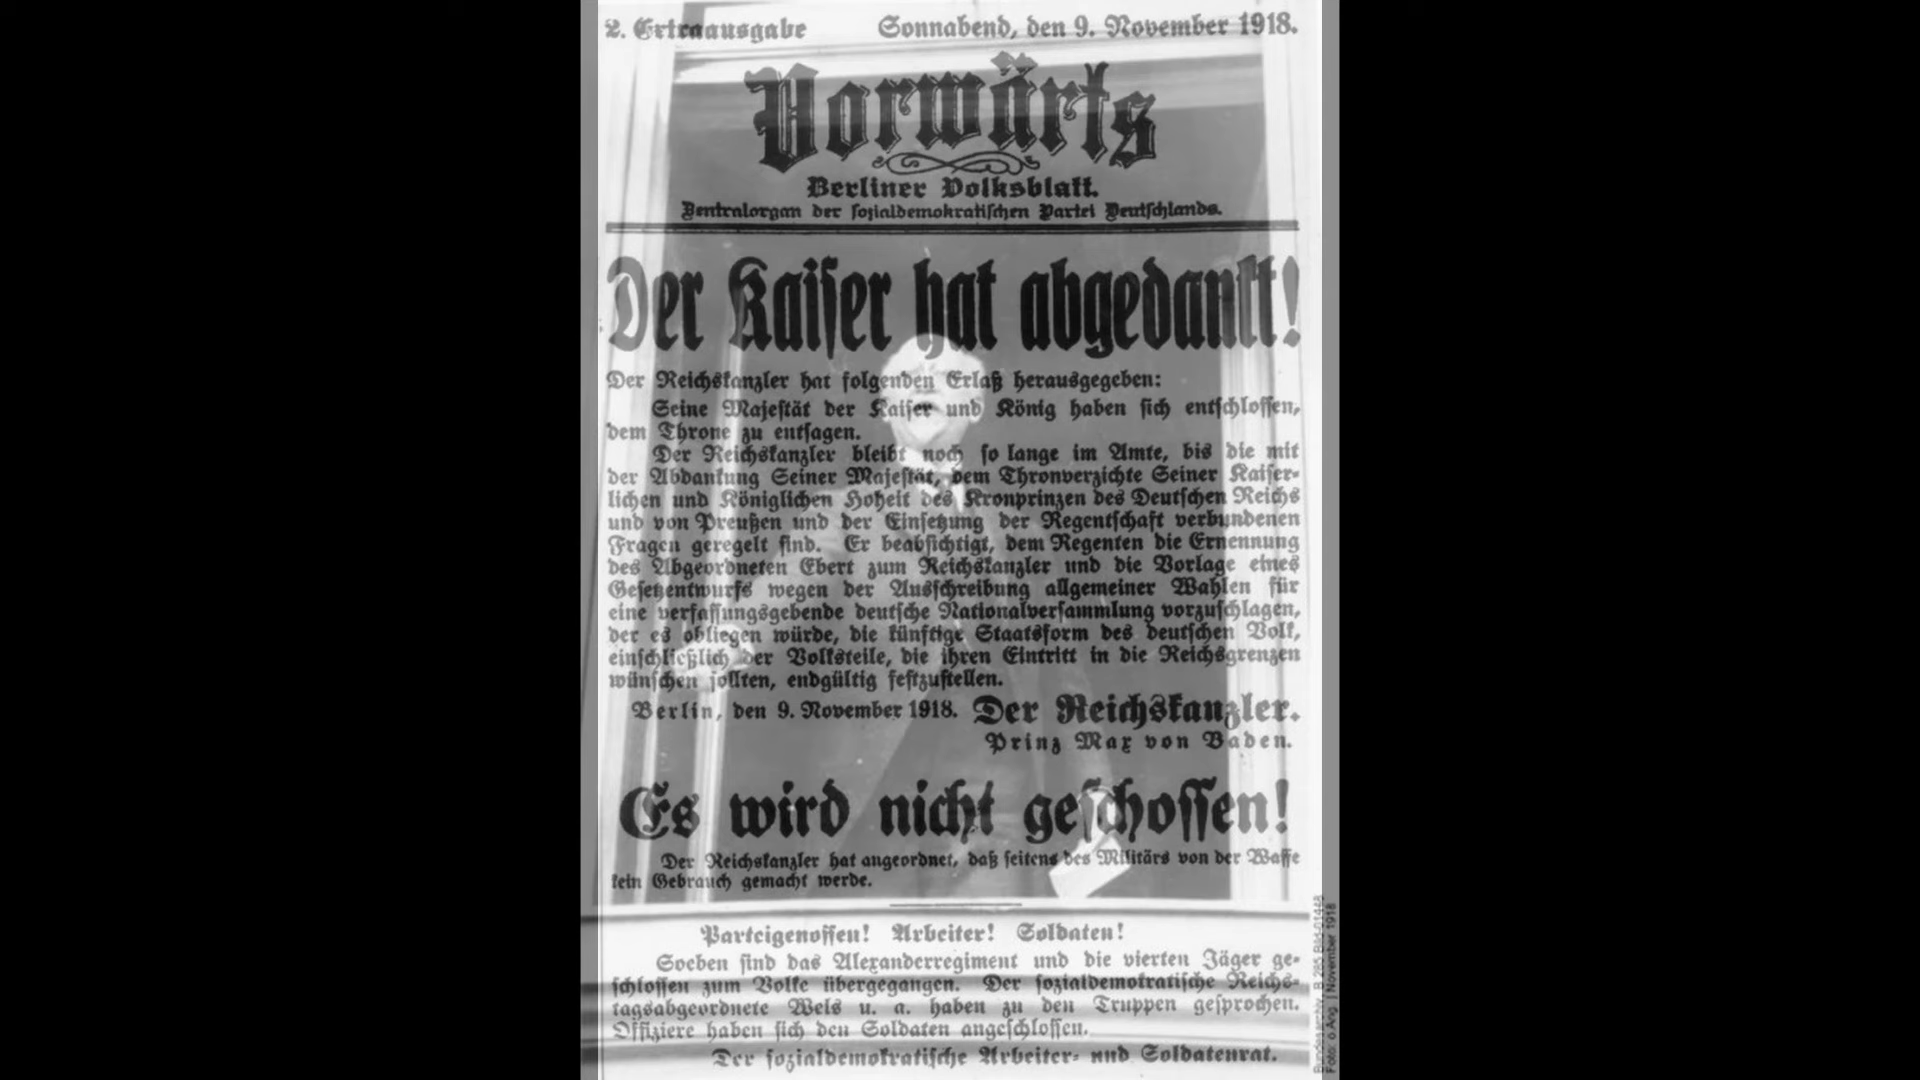 2. Extraausgabe Sonnabend, den 9. November 1918.
Vorwärts
Berliner Volksblatt.
Zentralorgan der sozialdemokratischen Partei Deutschlands.
Der Kaiser hat abgedankt!
Der Reichskanzler hat folgenden Erlaß herausgegeben:
Seine Majestät der Kaiser und König haben sich entschlossen,
dem Throne zu entsagen.
Der Reichskanzler bleibt noch so lange im Amte, bis die mit
der Abdankung Seiner Majestät, dem Thronverzichte Seiner Kaiser-
lichen und Königlichen Hoheit des Kronprinzen des Deutschen Reichs
und von Preußen und der Einsetzung der Regentschaft verbundenen
Fragen geregelt sind. Er beabsichtigt, dem Regenten die Ernennung
des Abgeordneten Ebert zum Reichskanzler und die Vorlage eines
Gesetzentwurfs wegen der Ausschreibung allgemeiner Wahlen für
eine verfassungsgebende deutsche Nationalversammlung vorzuschlagen,
der es obliegen würde, die künftige Staatsform des deutschen Volk,
einschließlich der Volksteile, die ihren Eintritt in die Reichsgrenzen
wünschen sollten, endgültig festzustellen.
Berlin, den 9. November 1918. Der Reichskanzler.
Prinz Max von Baden.
Es wird nicht geschossen!
Der Reichskanzler hat angeordnet, daß seitens des Militärs von der Waffe
kein Gebrauch gemacht werde.
Parteigenossen! Arbeiter! Soldaten!
Soeben sind das Alexanderregiment und die vierten Jäger ge-
schlossen zum Volke übergegangen. Der sozialdemokratische Reichs-
tagsabgeordnete Wels u. a. haben zu den Truppen gesprochen.
Offiziere haben sich den Soldaten angeschlossen.
Der sozialdemokratische Arbeiter- und Soldatenrat.
Bundesarchiv, B 285 Bild-01448
Foto: o.Ang. | November 1918